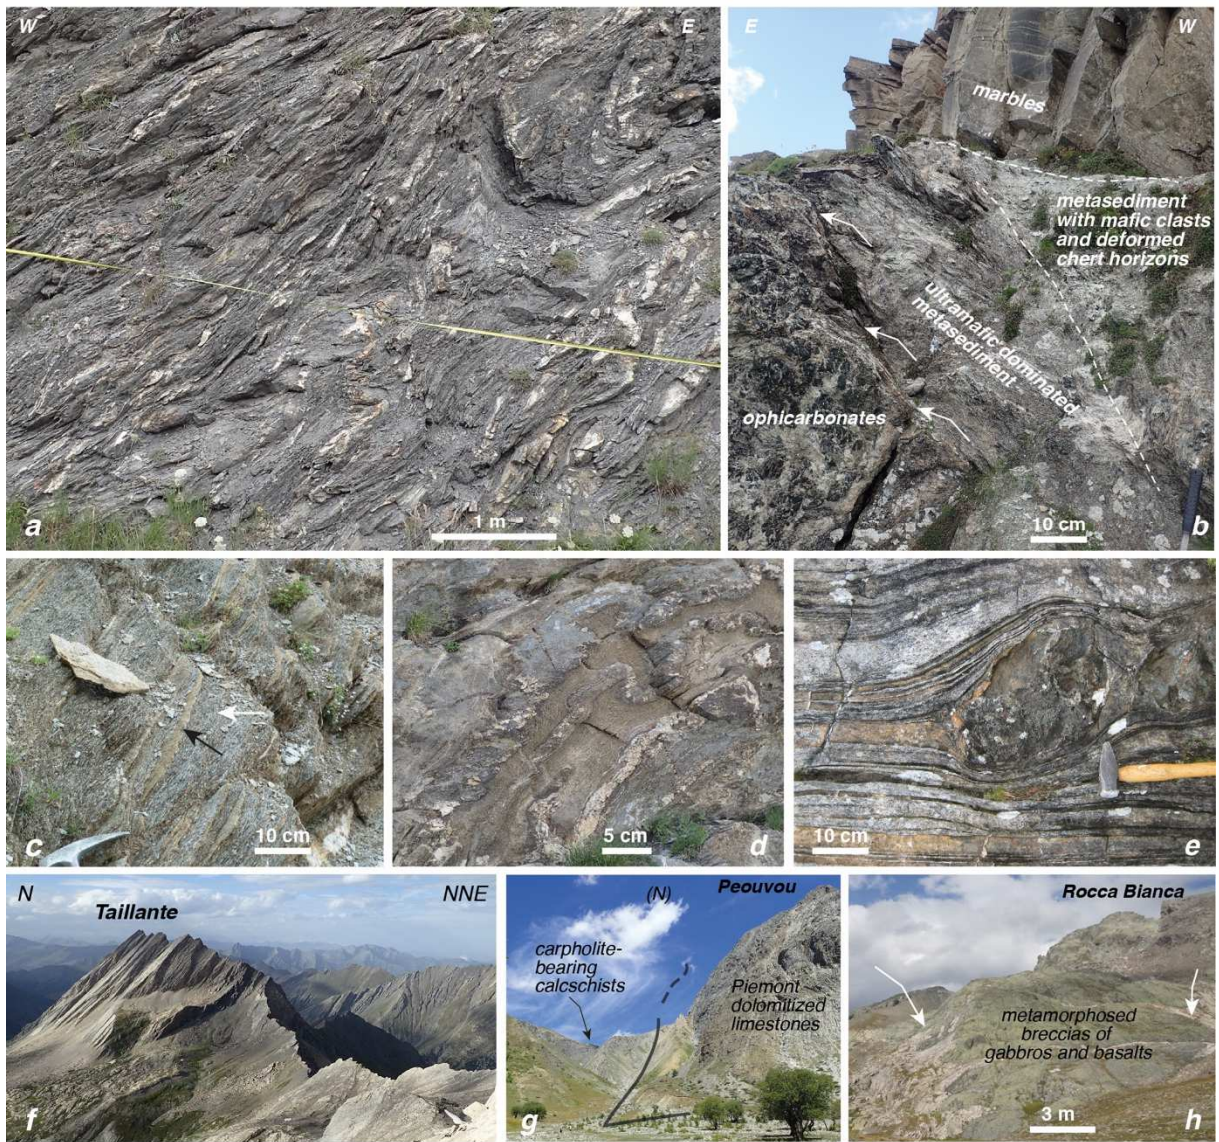 W
E
1 m
a
E
W
marbles
metasediment
with mafic clasts
and deformed
chert horizons
ultramafic dominated
metasediment
ophicarbonates
10 cm
b
c
10 cm
5 cm
d
10 cm
e
N
NNE
Taillante
f
(N)
Peouvou
carpholite-
bearing
calcschists
Piemont
dolomitized
limestones
g
Rocca Bianca
metamorphosed
breccias of
gabbros and basalts
3 m
h